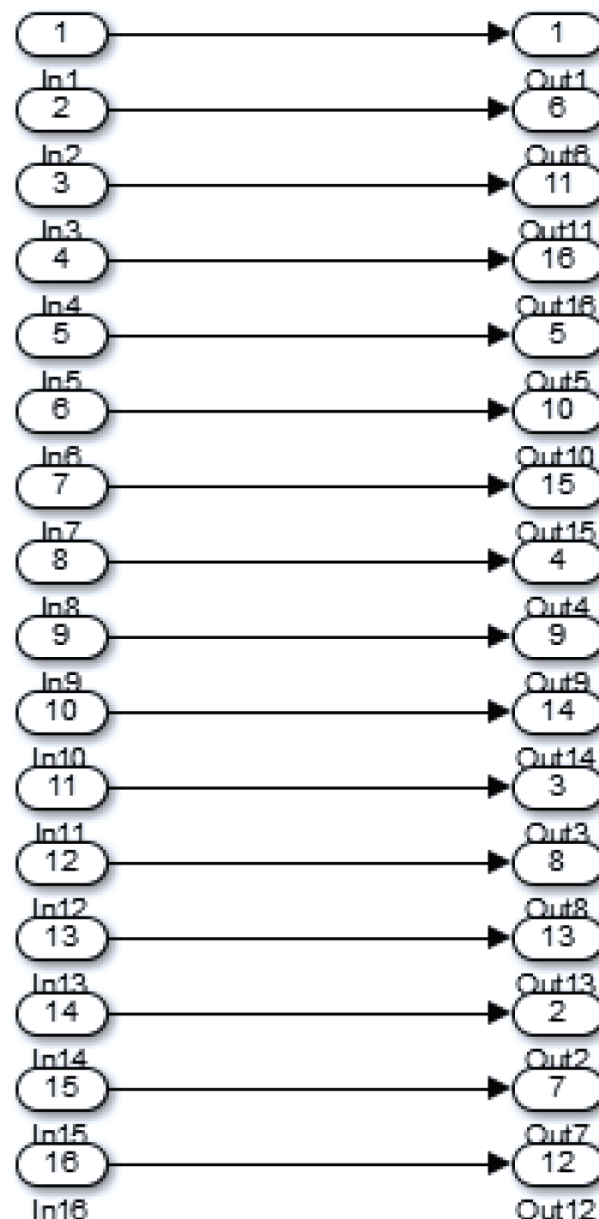 1 1
In1 Out1
2 6
In2 Out6
3 11
In3 Out11
4 16
In4 Out16
5 5
In5 Out5
6 10
In6 Out10
7 15
In7 Out15
8 4
In8 Out4
9 9
In9 Out9
10 14
In10 Out14
11 3
In11 Out3
12 8
In12 Out8
13 13
In13 Out13
14 2
In14 Out2
15 7
In15 Out7
16 12
In16 Out12